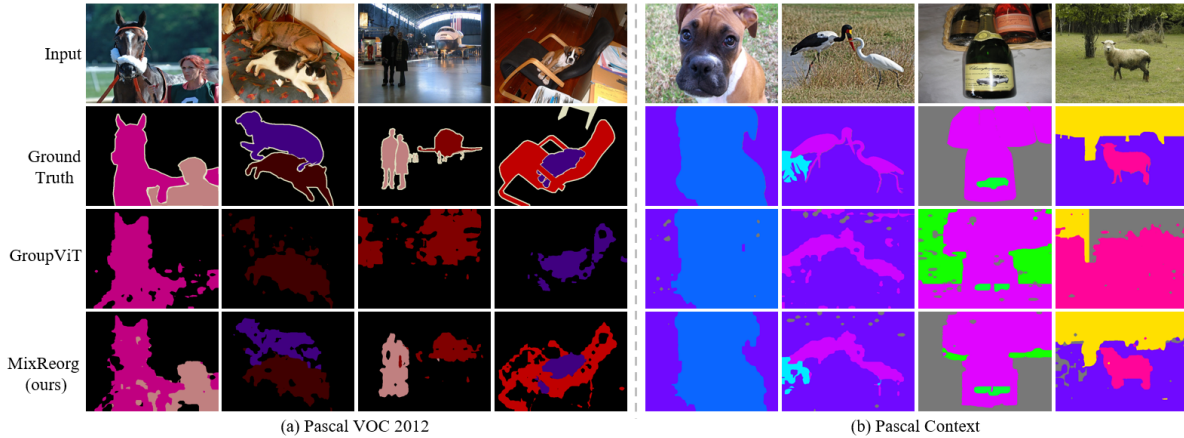 Input
Ground
Truth
GroupViT
MixReorg
(ours)
(a) Pascal VOC 2012
(b) Pascal Context